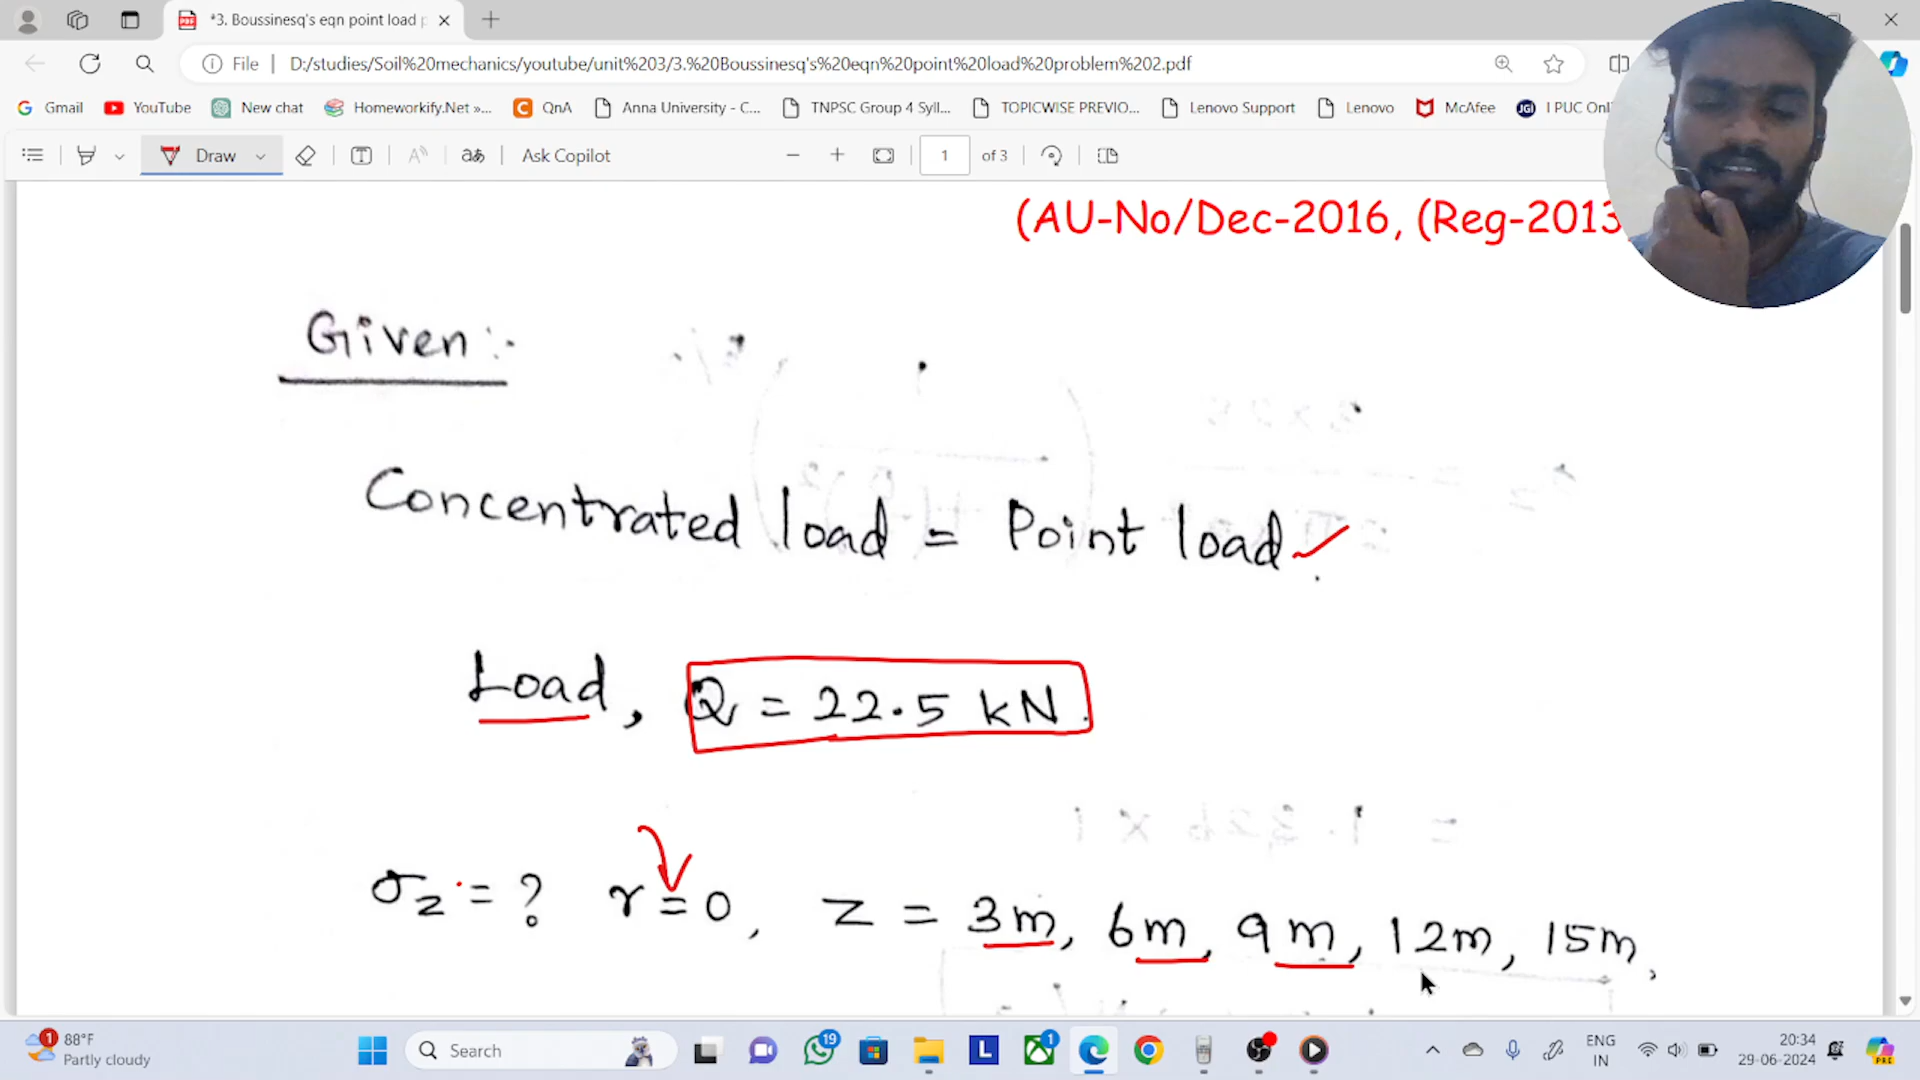 *3. Boussinesq's eqn point load p
File
D:/studies/Soil%20mechanics/youtube/unit%203/3.%20Boussinesq's%20eqn%20point%20load%20problem%202.pdf
Gmail YouTube New chat Homeworkify.Net »... QnA Anna University - C... TNPSC Group 4 Syll... TOPICWISE PREVIO... Lenovo Support Lenovo McAfee I PUC Onli
Draw Ask Copilot 1 of 3
(AU-No/Dec-2016, (Reg-2013
Given :-
Concentrated load = Point load
Load, Q = 22.5 kN.
σz = ? r = 0, z = 3m, 6m, 9m, 12m, 15m,
1 88°F
Partly cloudy
Search
19
1
ENG
IN
20:34
29-06-2024